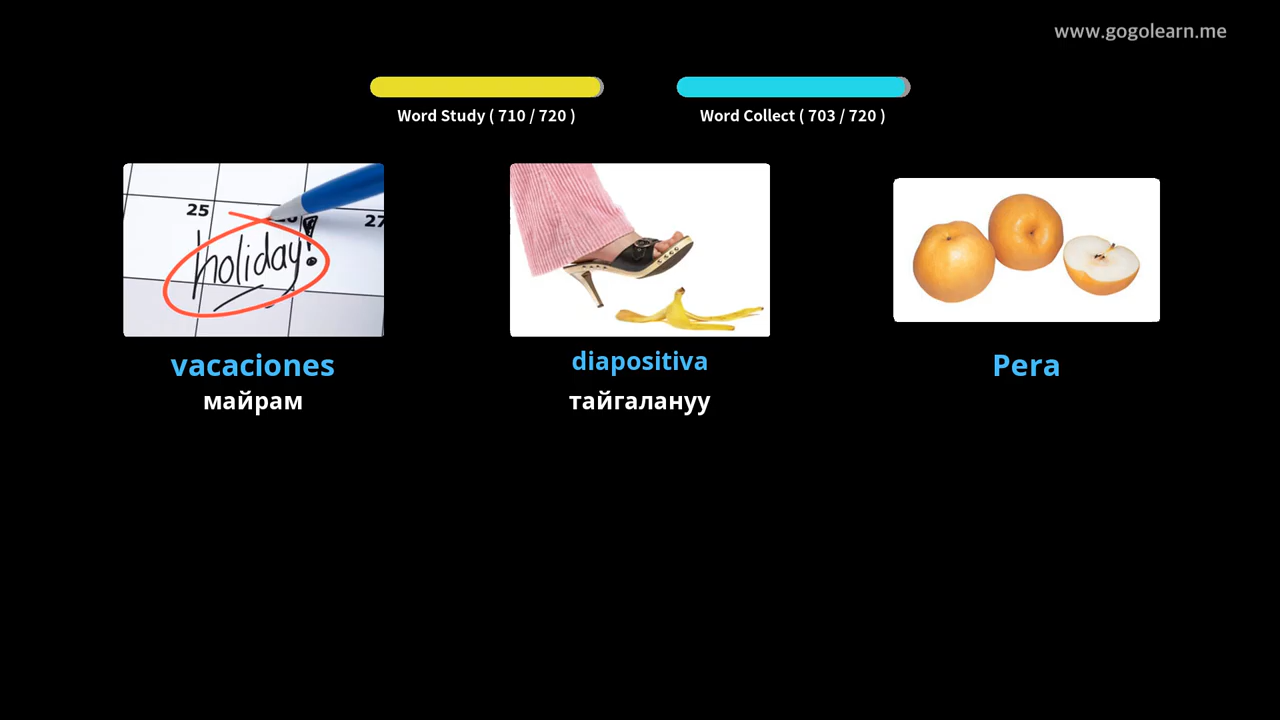 www.gogolearn.me
Word Study ( 710 / 720 )
Word Collect ( 703 / 720 )
25
27
holiday!
vacaciones
майрам
diapositiva
тайгалануу
Pera